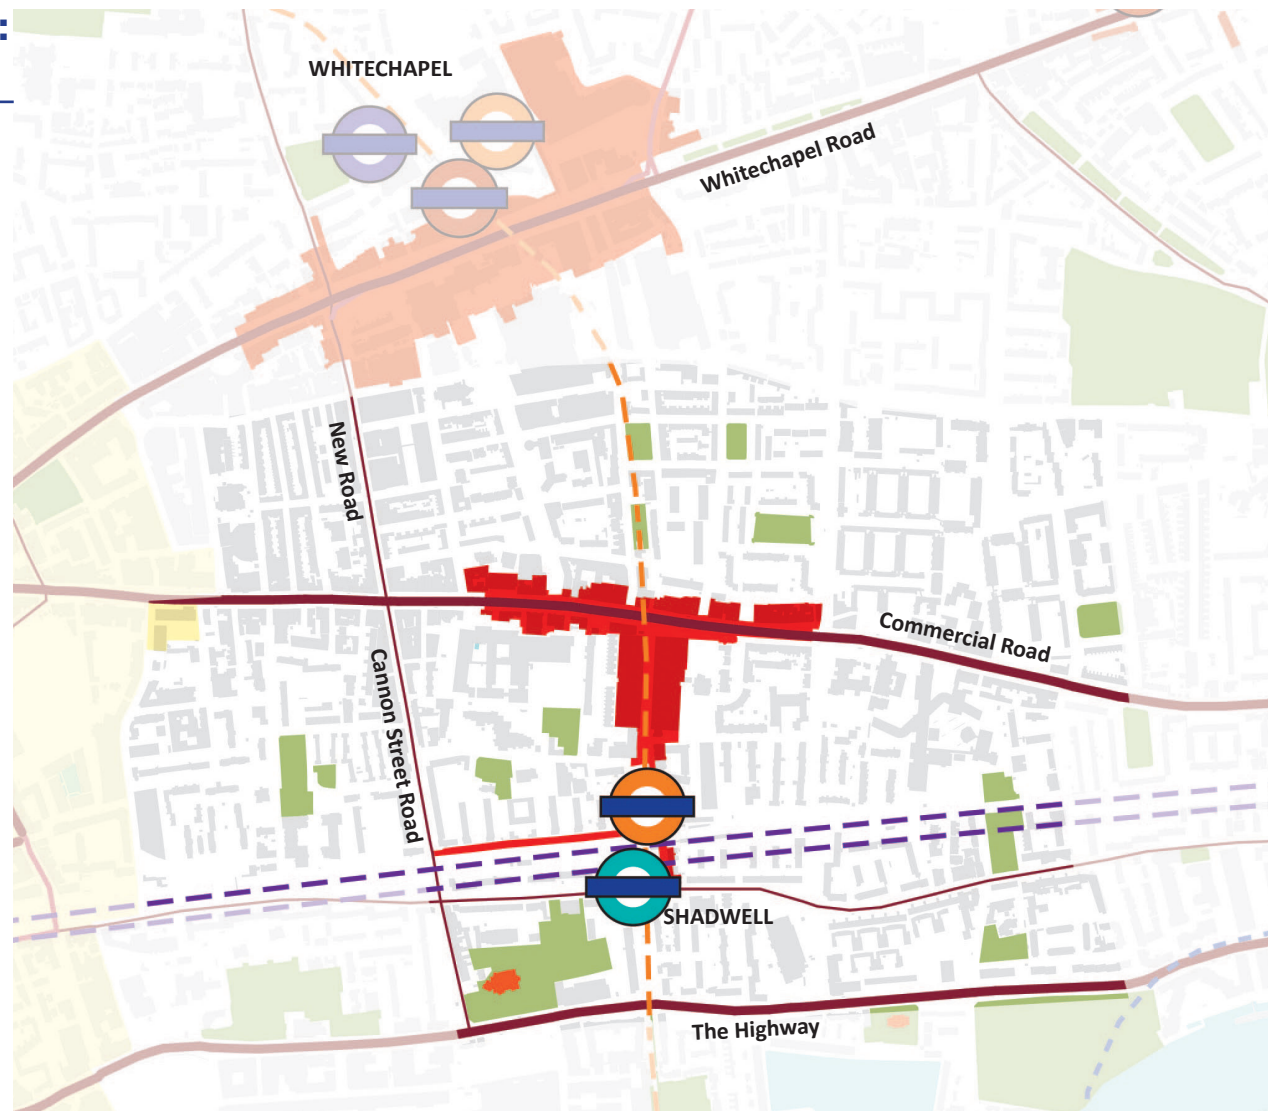 :
WHITECHAPEL
Whitechapel Road
New Road
Commercial Road
Cannon Street Road
SHADWELL
The Highway